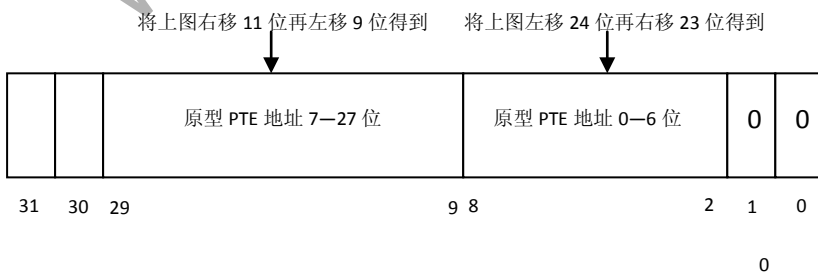 将上图右移 11 位再左移 9 位得到 将上图左移 24 位再右移 23 位得到
原型 PTE 地址 7—27 位 原型 PTE 地址 0—6 位 0 0
31 30 29 9 8 2 1 0
0